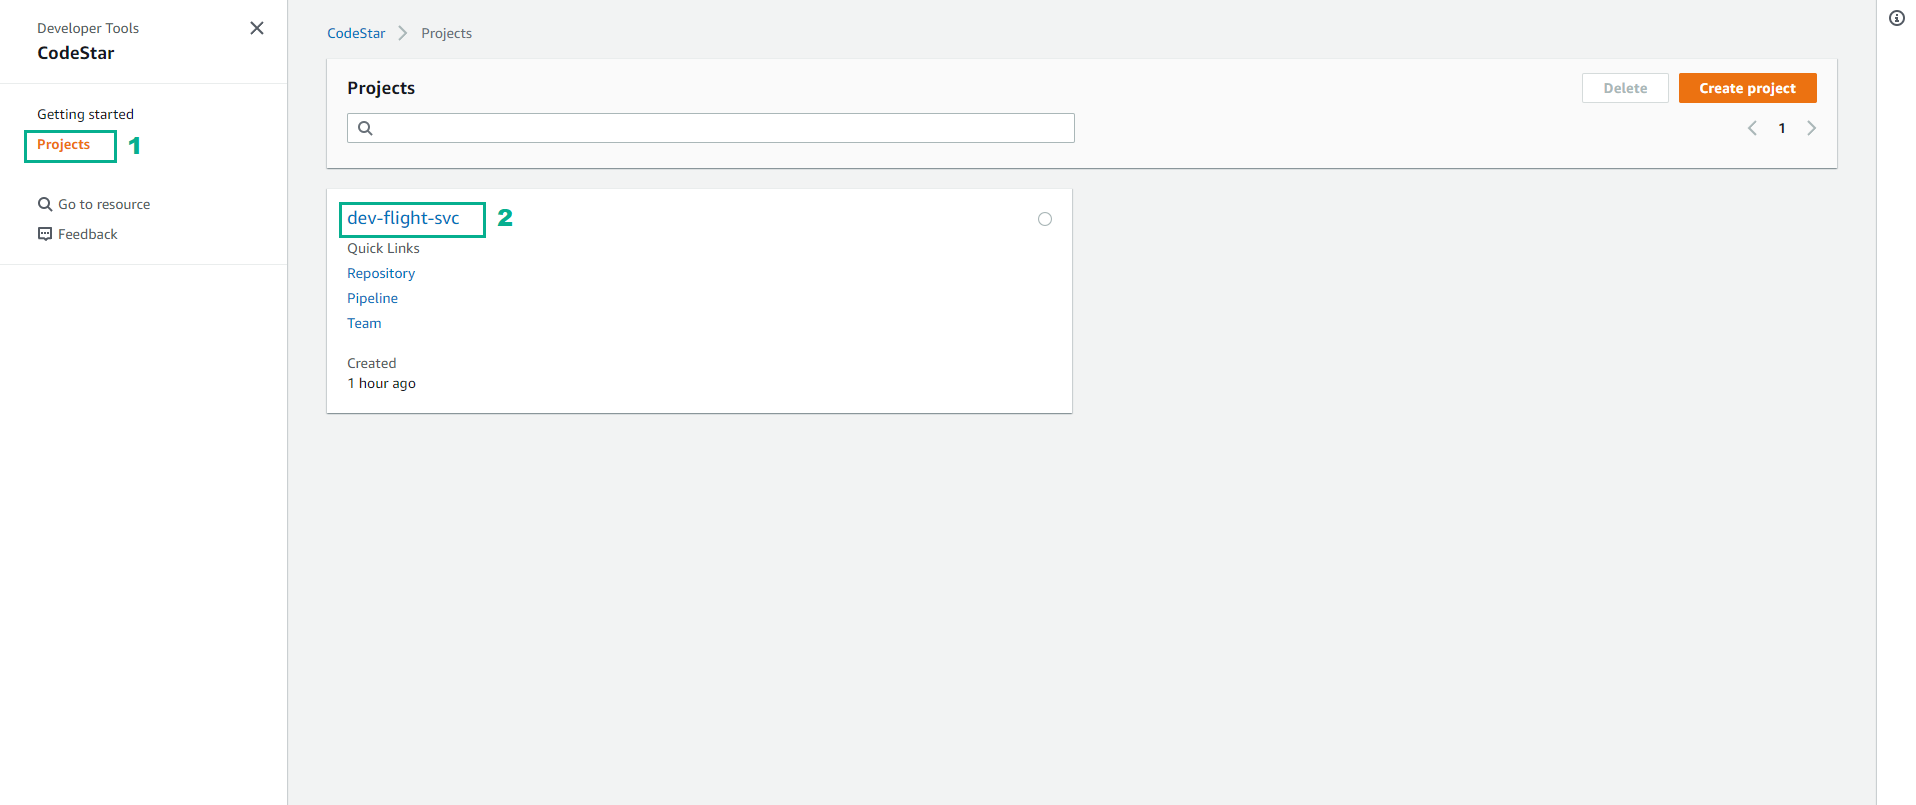 Developer Tools
CodeStar
Getting started
Projects 1
Go to resource
Feedback
CodeStar Projects
Projects
Delete Create project
1
dev-flight-svc 2
Quick Links
Repository
Pipeline
Team
Created
1 hour ago